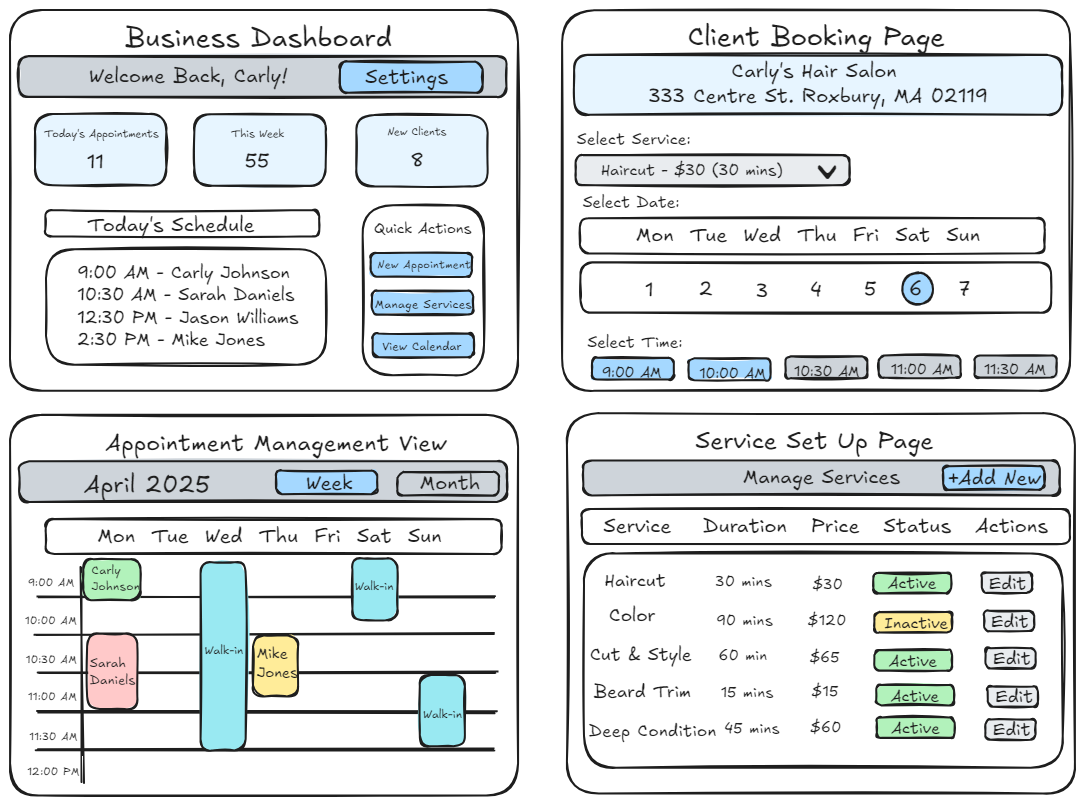 Business Dashboard
Welcome Back, Carly!
Settings
Today's Appointments
11
This Week
55
New Clients
8
Today's Schedule
9:00 AM - Carly Johnson
10:30 AM - Sarah Daniels
12:30 PM - Jason Williams
2:30 PM - Mike Jones
Quick Actions
New Appointment
Manage Services
View Calendar
Client Booking Page
Carly's Hair Salon
333 Centre St. Roxbury, MA 02119
Select Service:
Haircut - $30 (30 mins)
Select Date:
Mon Tue Wed Thu Fri Sat Sun
1 2 3 4 5 6 7
Select Time:
9:00 AM 10:00 AM 10:30 AM 11:00 AM 11:30 AM
Appointment Management View
April 2025
Week
Month
Mon Tue Wed Thu Fri Sat Sun
9:00 AM
10:00 AM
10:30 AM
11:00 AM
11:30 AM
12:00 PM
Carly
Johnson
Sarah
Daniels
Walk-in
Mike
Jones
Walk-in
Walk-in
Service Set Up Page
Manage Services
+Add New
Service Duration Price Status Actions
Haircut 30 mins $30 Active Edit
Color 90 mins $120 Inactive Edit
Cut & Style 60 min $65 Active Edit
Beard Trim 15 mins $15 Active Edit
Deep Condition 45 mins $60 Active Edit